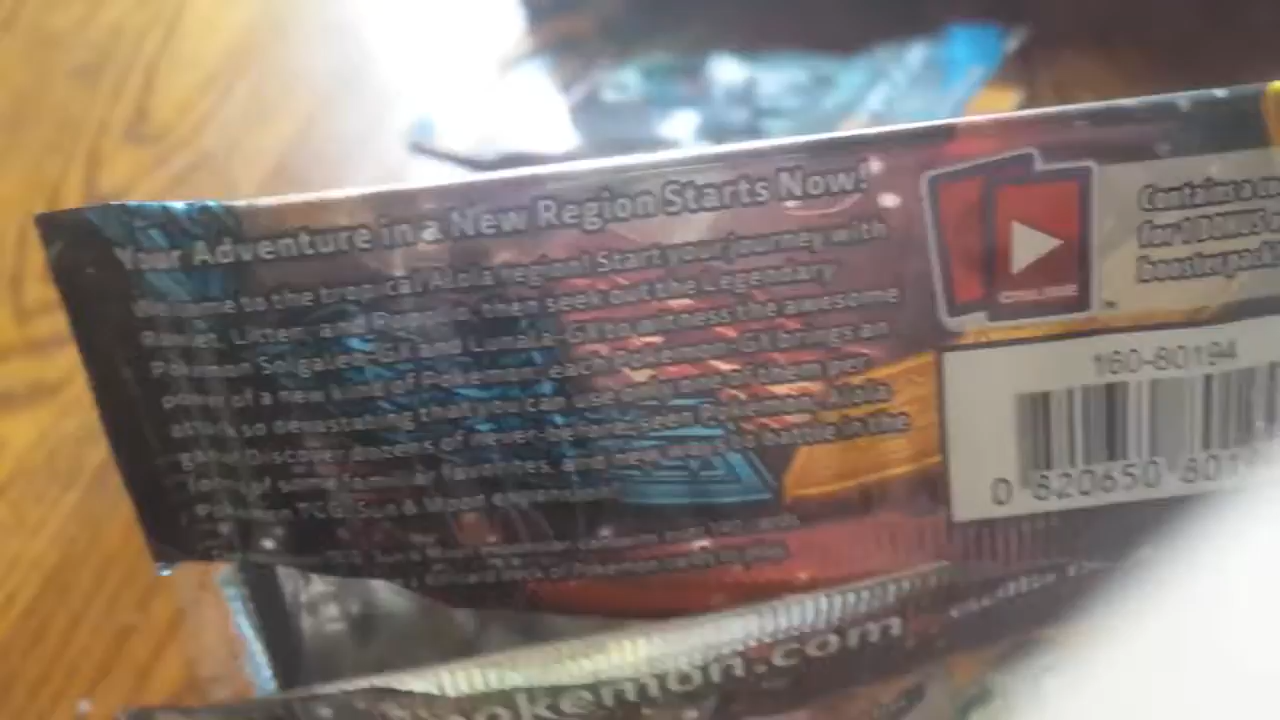 Your Adventure in a New Region Starts Now!
Welcome to the tropical Alola region! Start your journey with
Rowlet, Litten, and Popplio, then seek out the Legendary
Pokémon Solgaleo-GX and Lunala-GX to witness the awesome
power of a new kind of Pokémon: each Pokémon-GX brings an
attack so devastating that you can use only one of them per
game! Discover dozens of never-before-seen Pokémon, Alola
forms of some familiar favorites, and new ways to battle in the
Pokémon TCG: Sun & Moon expansion!
ONLINE
Contains a
for 1 BONUS
booster pack
160-80194
0 820650 801
pokemon.com